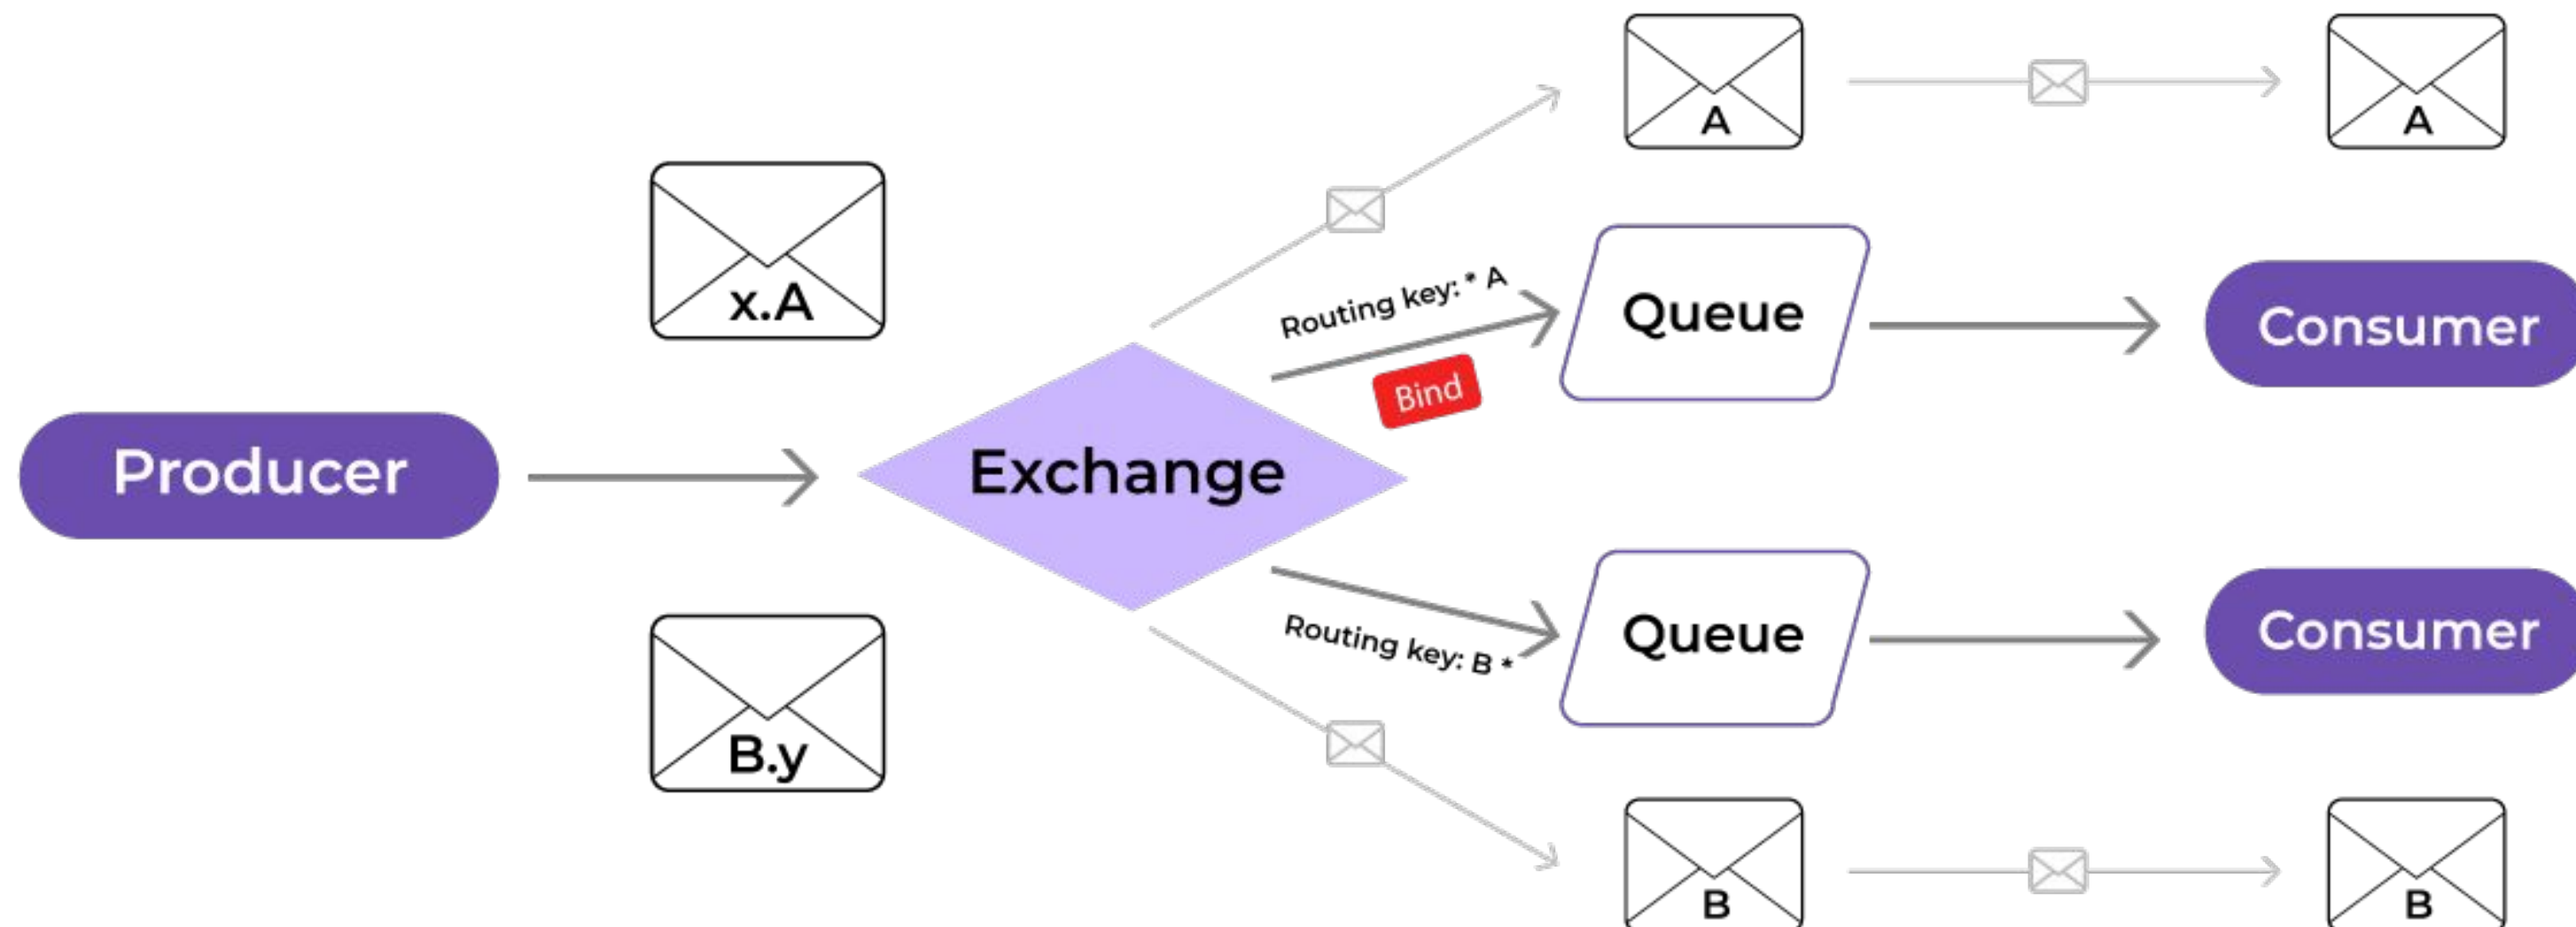 A
A
x.A
Routing key: * A
Bind
Queue
Consumer
Producer
Exchange
Routing key: B *
Queue
Consumer
B.y
B
B